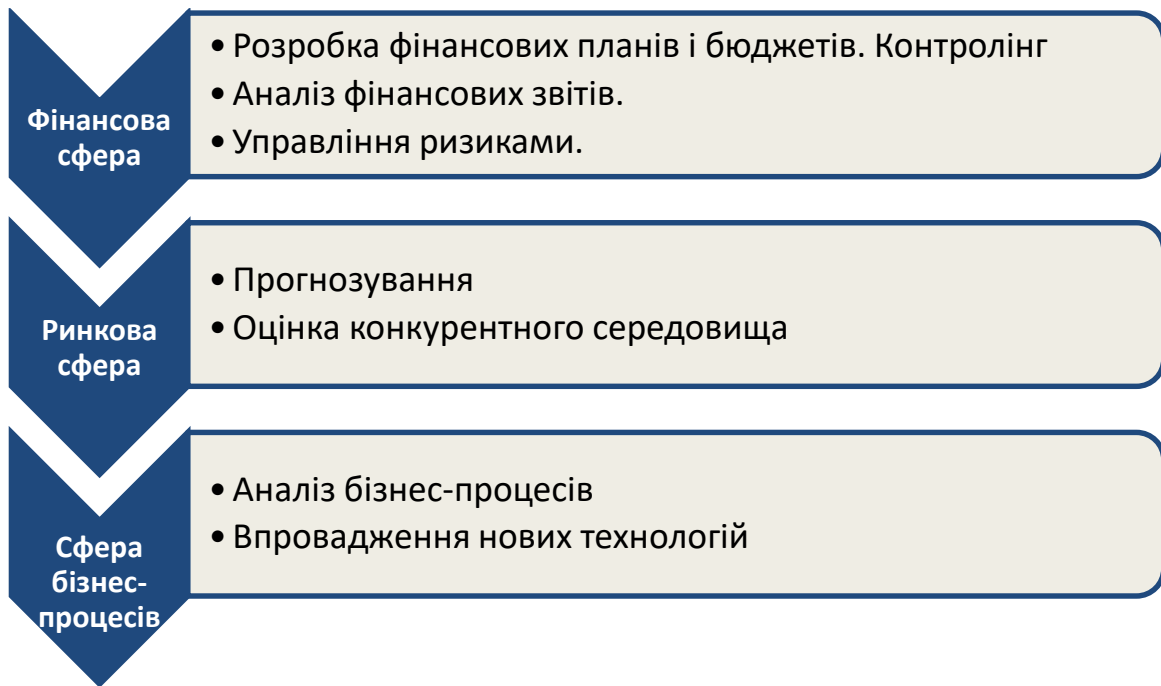 Фінансова
сфера
• Розробка фінансових планів і бюджетів. Контролінг
• Аналіз фінансових звітів.
• Управління ризиками.
Ринкова
сфера
• Прогнозування
• Оцінка конкурентного середовища
Сфера
бізнес-
процесів
• Аналіз бізнес-процесів
• Впровадження нових технологій